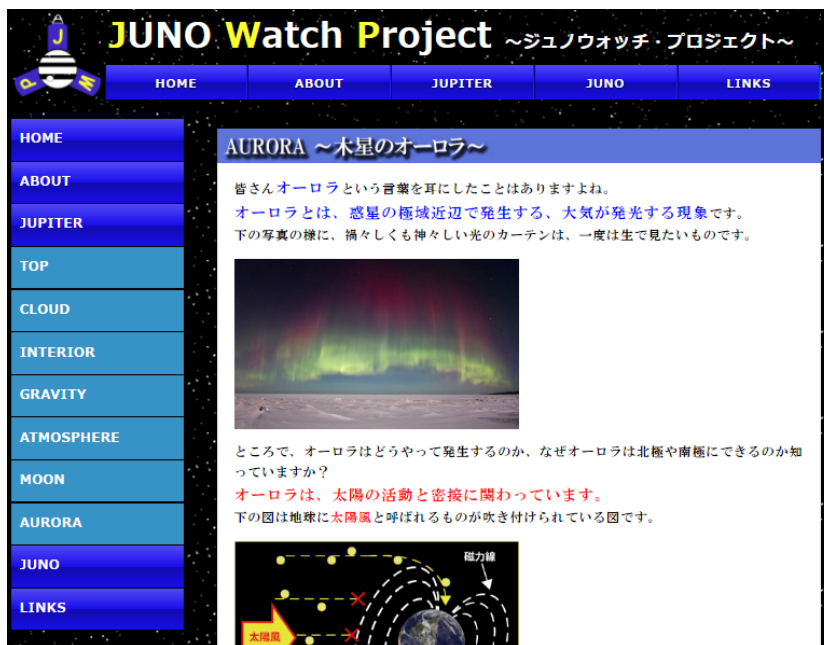 J
P
M
JUNO Watch Project ～ジュノウォッチ・プロジェクト～
HOME
ABOUT
JUPITER
JUNO
LINKS
HOME
ABOUT
JUPITER
TOP
CLOUD
INTERIOR
GRAVITY
ATMOSPHERE
MOON
AURORA
JUNO
LINKS
AURORA ～木星のオーロラ～
皆さんオーロラという言葉を耳にしたことはありますよね。
オーロラとは、惑星の極域近辺で発生する、大気が発光する現象です。
下の写真の様に、禍々しくも神々しい光のカーテンは、一度は生で見たいものです。
ところで、オーロラはどうやって発生するのか、なぜオーロラは北極や南極にできるのか知
っていますか？
オーロラは、太陽の活動と密接に関わっています。
下の図は地球に太陽風と呼ばれるものが吹き付けられている図です。
磁力線
太陽風